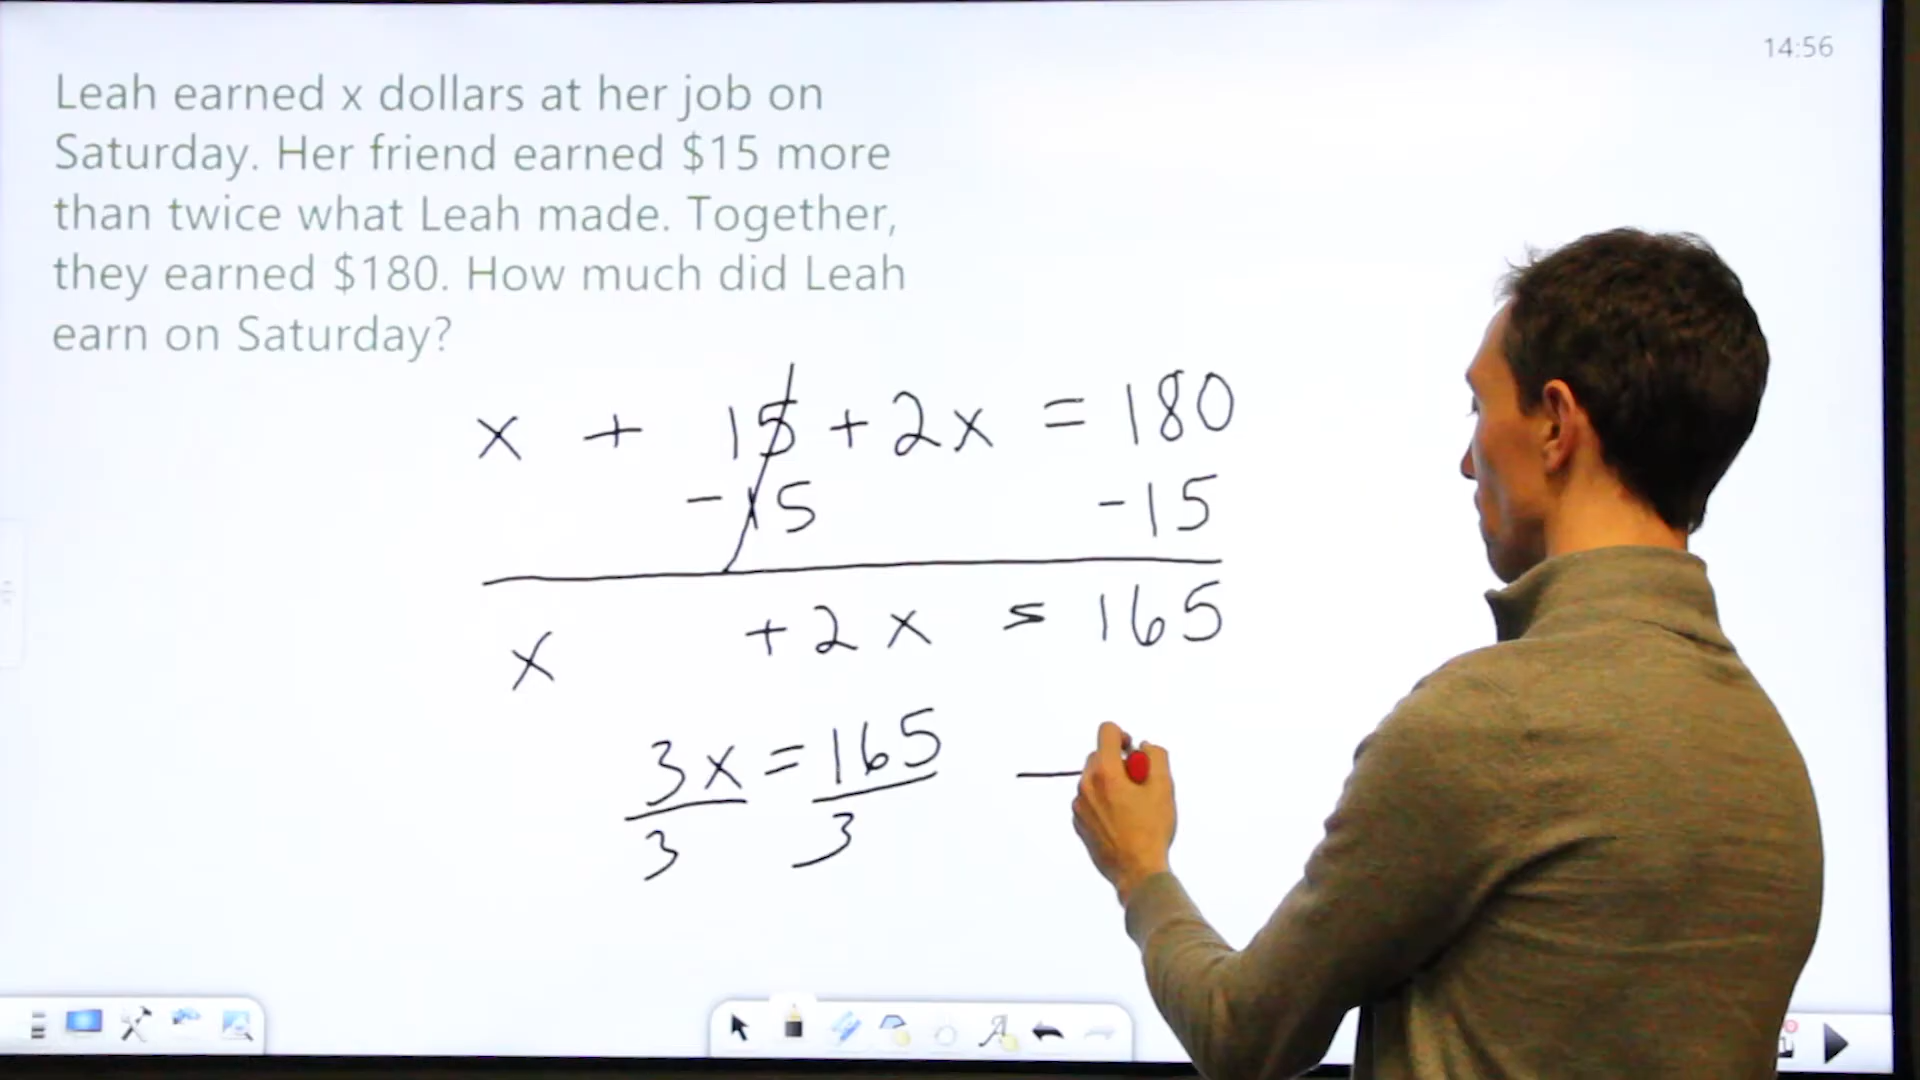 14:56
Leah earned x dollars at her job on
Saturday. Her friend earned $15 more
than twice what Leah made. Together,
they earned $180. How much did Leah
earn on Saturday?
x + 15 + 2x = 180
-15 -15
x +2x = 165
3x = 165
3 3